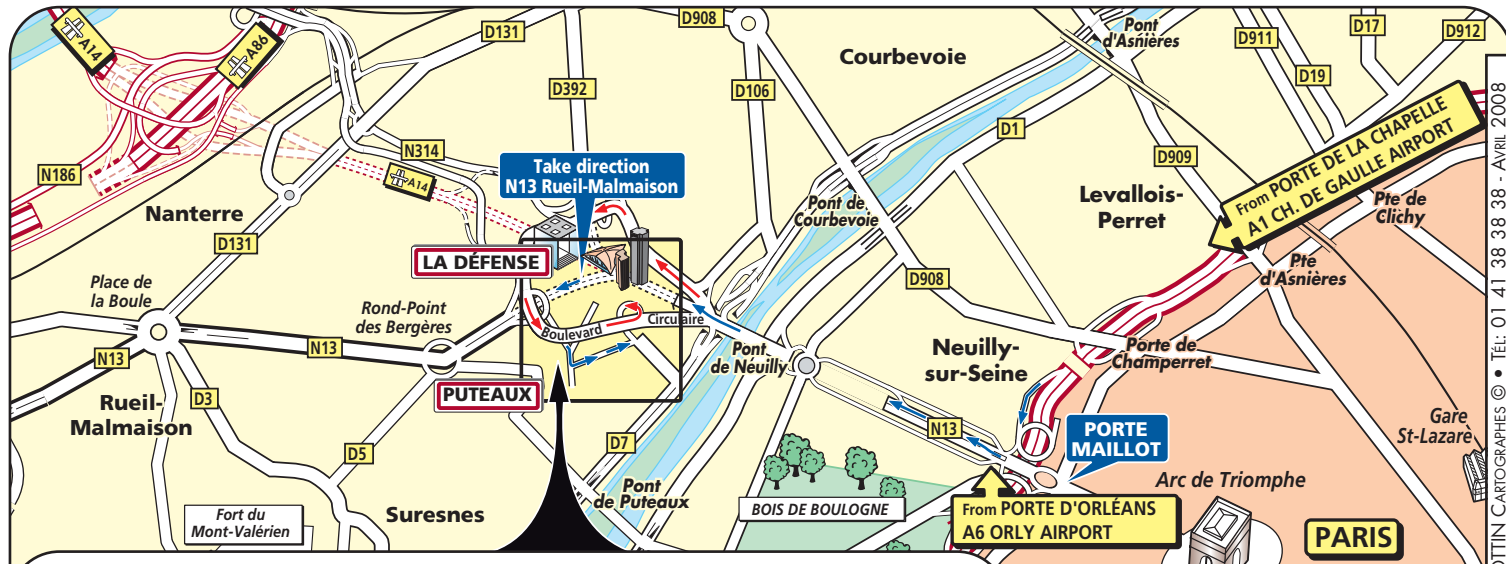 A14
A86
D131
D908
Courbevoie
Pont
d'Asnières
D911
D17
D912
D19
D392
D106
D1
N186
N314
A14
Take direction
N13 Rueil-Malmaison
D909
From PORTE DE LA CHAPELLE
A1 CH. DE GAULLE AIRPORT
Levallois-
Perret
Pte de
Clichy
Nanterre
Pont de
Courbevoie
D131
LA DÉFENSE
Pte
d'Asnières
D908
Place de
la Boule
Rond-Point
des Bergères
Boulevard Circulaire
N13
N13
Pont
de Neuilly
Neuilly-
sur-Seine
Porte de
Champerret
PUTEAUX
D3
Rueil-
Malmaison
N13
PORTE
MAILLOT
Gare
St-Lazare
D5
D7
Pont
de Puteaux
Arc de Triomphe
Fort du
Mont-Valérien
Suresnes
BOIS DE BOULOGNE
From PORTE D'ORLÉANS
A6 ORLY AIRPORT
PARIS
OTTIN CARTOGRAPHES © • TÉL: 01 41 38 38 38 - AVRIL 2008